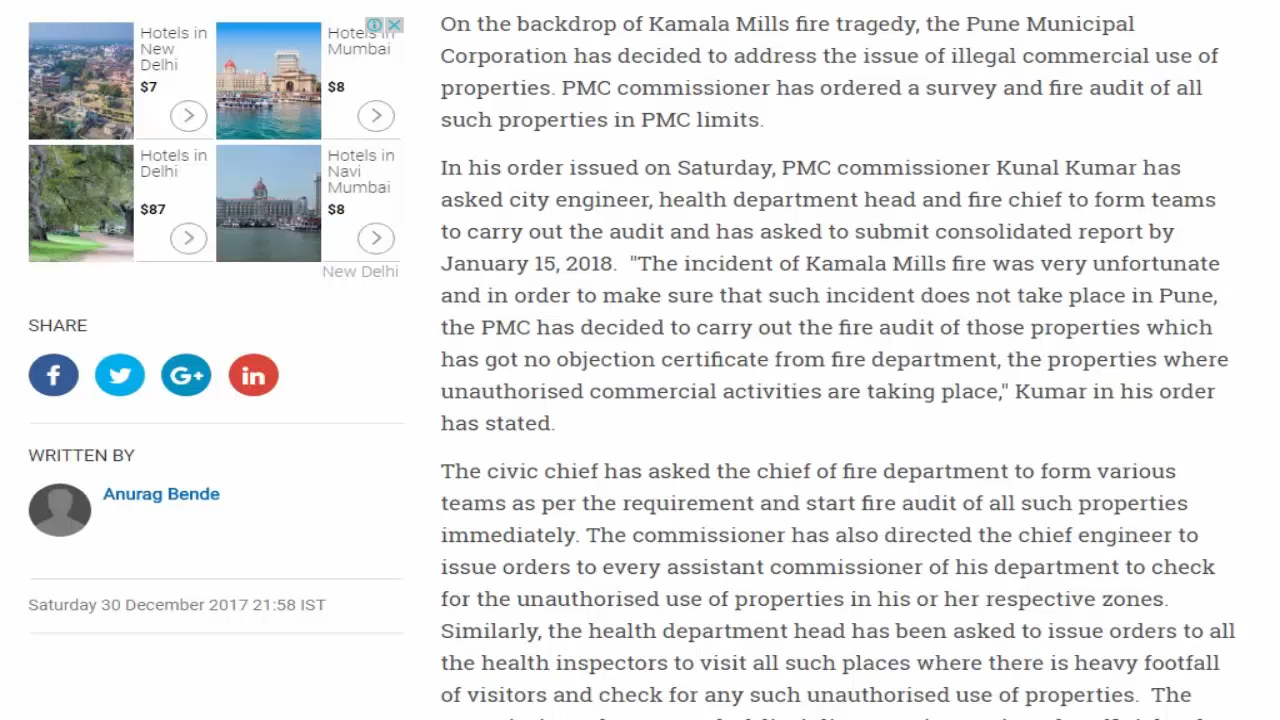 Hotels in
New
Delhi
$7
Hotels in
Mumbai
$8
Hotels in
Delhi
$87
Hotels in
Navi
Mumbai
$8
New Delhi
SHARE
f
G+
in
WRITTEN BY
Anurag Bende
Saturday 30 December 2017 21:58 IST
On the backdrop of Kamala Mills fire tragedy, the Pune Municipal
Corporation has decided to address the issue of illegal commercial use of
properties. PMC commissioner has ordered a survey and fire audit of all
such properties in PMC limits.
In his order issued on Saturday, PMC commissioner Kunal Kumar has
asked city engineer, health department head and fire chief to form teams
to carry out the audit and has asked to submit consolidated report by
January 15, 2018.  "The incident of Kamala Mills fire was very unfortunate
and in order to make sure that such incident does not take place in Pune,
the PMC has decided to carry out the fire audit of those properties which
has got no objection certificate from fire department, the properties where
unauthorised commercial activities are taking place," Kumar in his order
has stated.
The civic chief has asked the chief of fire department to form various
teams as per the requirement and start fire audit of all such properties
immediately. The commissioner has also directed the chief engineer to
issue orders to every assistant commissioner of his department to check
for the unauthorised use of properties in his or her respective zones.
Similarly, the health department head has been asked to issue orders to all
the health inspectors to visit all such places where there is heavy footfall
of visitors and check for any such unauthorised use of properties.  The